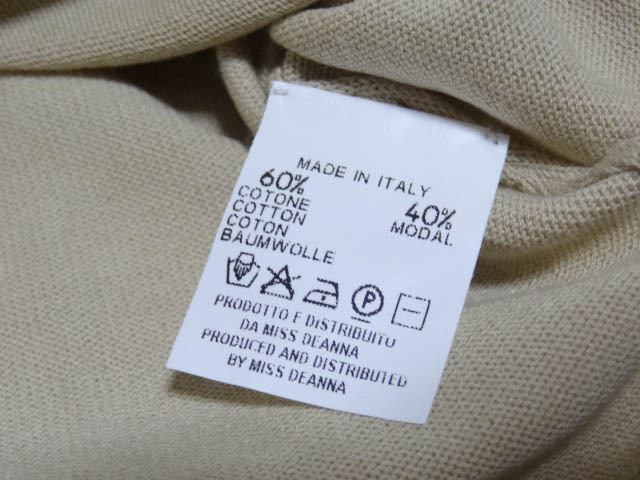 MADE IN ITALY
60%
COTONE
COTTON
COTON
BAUMWOLLE
40%
MODAL
P
PRODOTTO E DISTRIBUITO
DA MISS DEANNA
PRODUCED AND DISTRIBUTED
BY MISS DEANNA